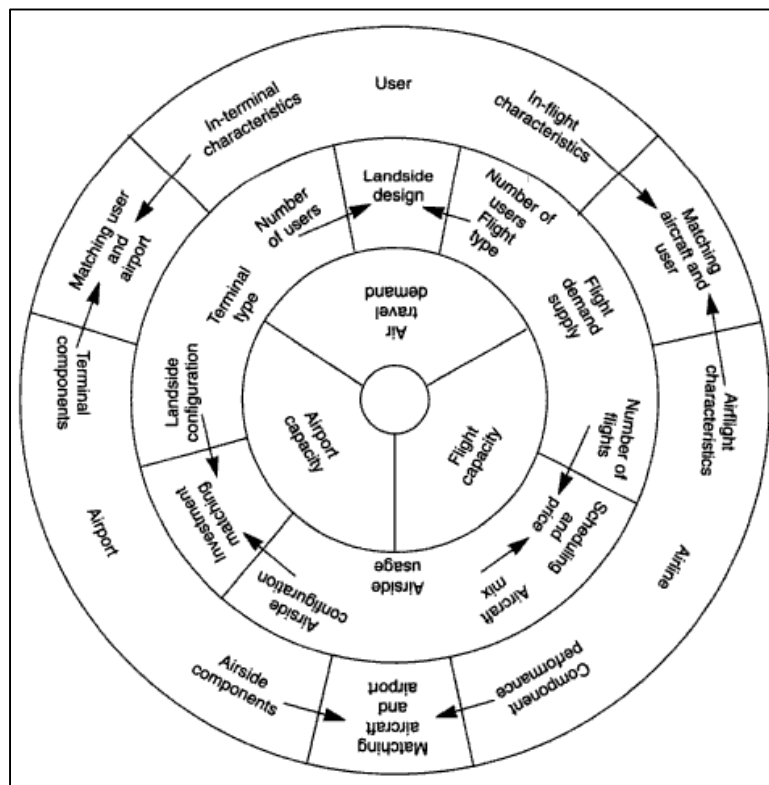 User
In-terminal
characteristics
In-flight
characteristics
Matching user
and
airport
Matching
aircraft and
user
Terminal
components
Airflight
characteristics
Airport
Airline
Airside
components
Component
performance
Matching
aircraft
and
airport
Landside
design
Number
of users
Number of
users
Flight
type
Terminal
type
Flight
demand
supply
Landside
configuration
Number of
flights
Investment
matching
Scheduling
and
price
Airside
configuration
Airside
usage
Aircraft
mix
Air
travel
demand
Airport
capacity
Flight
capacity